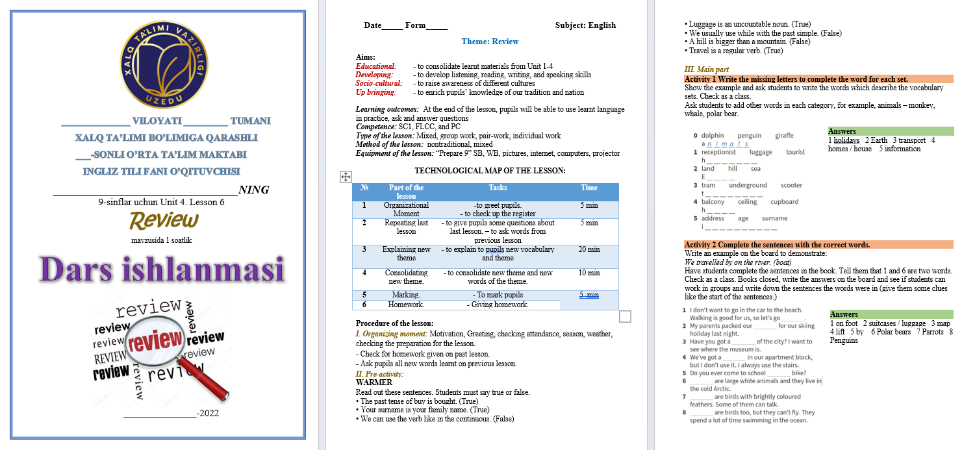 XALQ TALIMI VAZIRLIGI
UZEDU
____________ VILOYATI __________ TUMANI
XALQ TA'LIMI BO'LIMIGA QARASHLI
___-SONLI O'RTA TA'LIM MAKTABI
INGLIZ TILI FANI O'QITUVCHISI
______________________________NING
9-sinflar uchun Unit 4. Lesson 6
Review
mavzusida 1 soatlik
Dars ishlanmasi
review
review
review
review
REVIEW
review
review
review
review
review
________________-2022
Date_____ Form_____ Subject: English
Theme: Review
Aims:
Educational: - to consolidate learnt materials from Unit 1-4
Developing: - to develop listening, reading, writing, and speaking skills
Socio-cultural: - to raise awareness of different cultures
Up bringing: - to enrich pupils' knowledge of our tradition and nation
Learning outcomes: At the end of the lesson, pupils will be able to use learnt language
in practice, ask and answer questions
Competence: SC1, FLCC, and PC
Type of the lesson: Mixed, group work, pair-work, individual work
Method of the lesson: nontraditional, mixed
Equipment of the lesson: "Prepare 9" SB, WB, pictures, internet, computers, projector
TECHNOLOGICAL MAP OF THE LESSON:
№ Part of the lesson Tasks Time
1 Organizational Moment -to greet pupils. - to check up the register 5 min
2 Repeating last lesson - to give pupils some questions about last lesson. – to ask words from previous lesson 5 min
3 Explaining new theme - to explain to pupils new vocabulary and theme 20 min
4 Consolidating new theme - to consolidate new theme and new words of the theme. 10 min
5 Marking. - To mark pupils 5 min
6 Homework. - Giving homework.
Procedure of the lesson:
I. Organizing moment: Motivation, Greeting, checking attendance, season, weather,
checking the preparation for the lesson.
- Check for homework given on past lesson.
- Ask pupils all new words learnt on previous lesson.
II. Pre-activity:
WARMER
Read out these sentences. Students must say true or false.
• The past tense of buy is bought. (True)
• Your surname is your family name. (True)
• We can use the verb like in the continuous. (False)
• Luggage is an uncountable noun. (True)
• We usually use while with the past simple. (False)
• A hill is bigger than a mountain. (False)
• Travel is a regular verb. (True)
III. Main part
Activity 1 Write the missing letters to complete the word for each set.
Show the example and ask students to write the words which describe the vocabulary
sets. Check as a class.
Ask students to add other words in each category, for example, animals – monkey,
whale, polar bear.
0 dolphin penguin giraffe
a n i m a l s
1 receptionist luggage tourist
h _ _ _ _ _ _ _
2 land hill sea
E _ _ _ _
3 tram underground scooter
t _ _ _ _ _ _ _ _
4 balcony ceiling cupboard
h _ _ _ _
5 address age surname
i _ _ _ _ _ _ _ _ _ _
Answers
1 holidays 2 Earth 3 transport 4
homes / house 5 information
Activity 2 Complete the sentences with the correct words.
Write an example on the board to demonstrate:
We travelled by on the river. (boat)
Have students complete the sentences in the book. Tell them that 1 and 6 are two words.
Check as a class. Books closed, write the answers on the board and see if students can
work in groups and write down the sentences the words were in (give them some clues
like the start of the sentences.)
1 I don't want to go in the car to the beach.
Walking is good for us, so let's go ______ .
2 My parents packed our ______ for our skiing
holiday last night.
3 Have you got a ______ of the city? I want to
see where the museum is.
4 We've got a ______ in our apartment block,
but I don't use it. I always use the stairs.
5 Do you ever come to school ______ bike?
6 ______ are large white animals and they live in
the cold Arctic.
7 ______ are birds with brightly coloured
feathers. Some of them can talk.
8 ______ are birds too, but they can't fly. They
spend a lot of time swimming in the ocean.
Answers
1 on foot 2 suitcases / luggage 3 map
4 lift 5 by 6 Polar bears 7 Parrots 8
Penguins